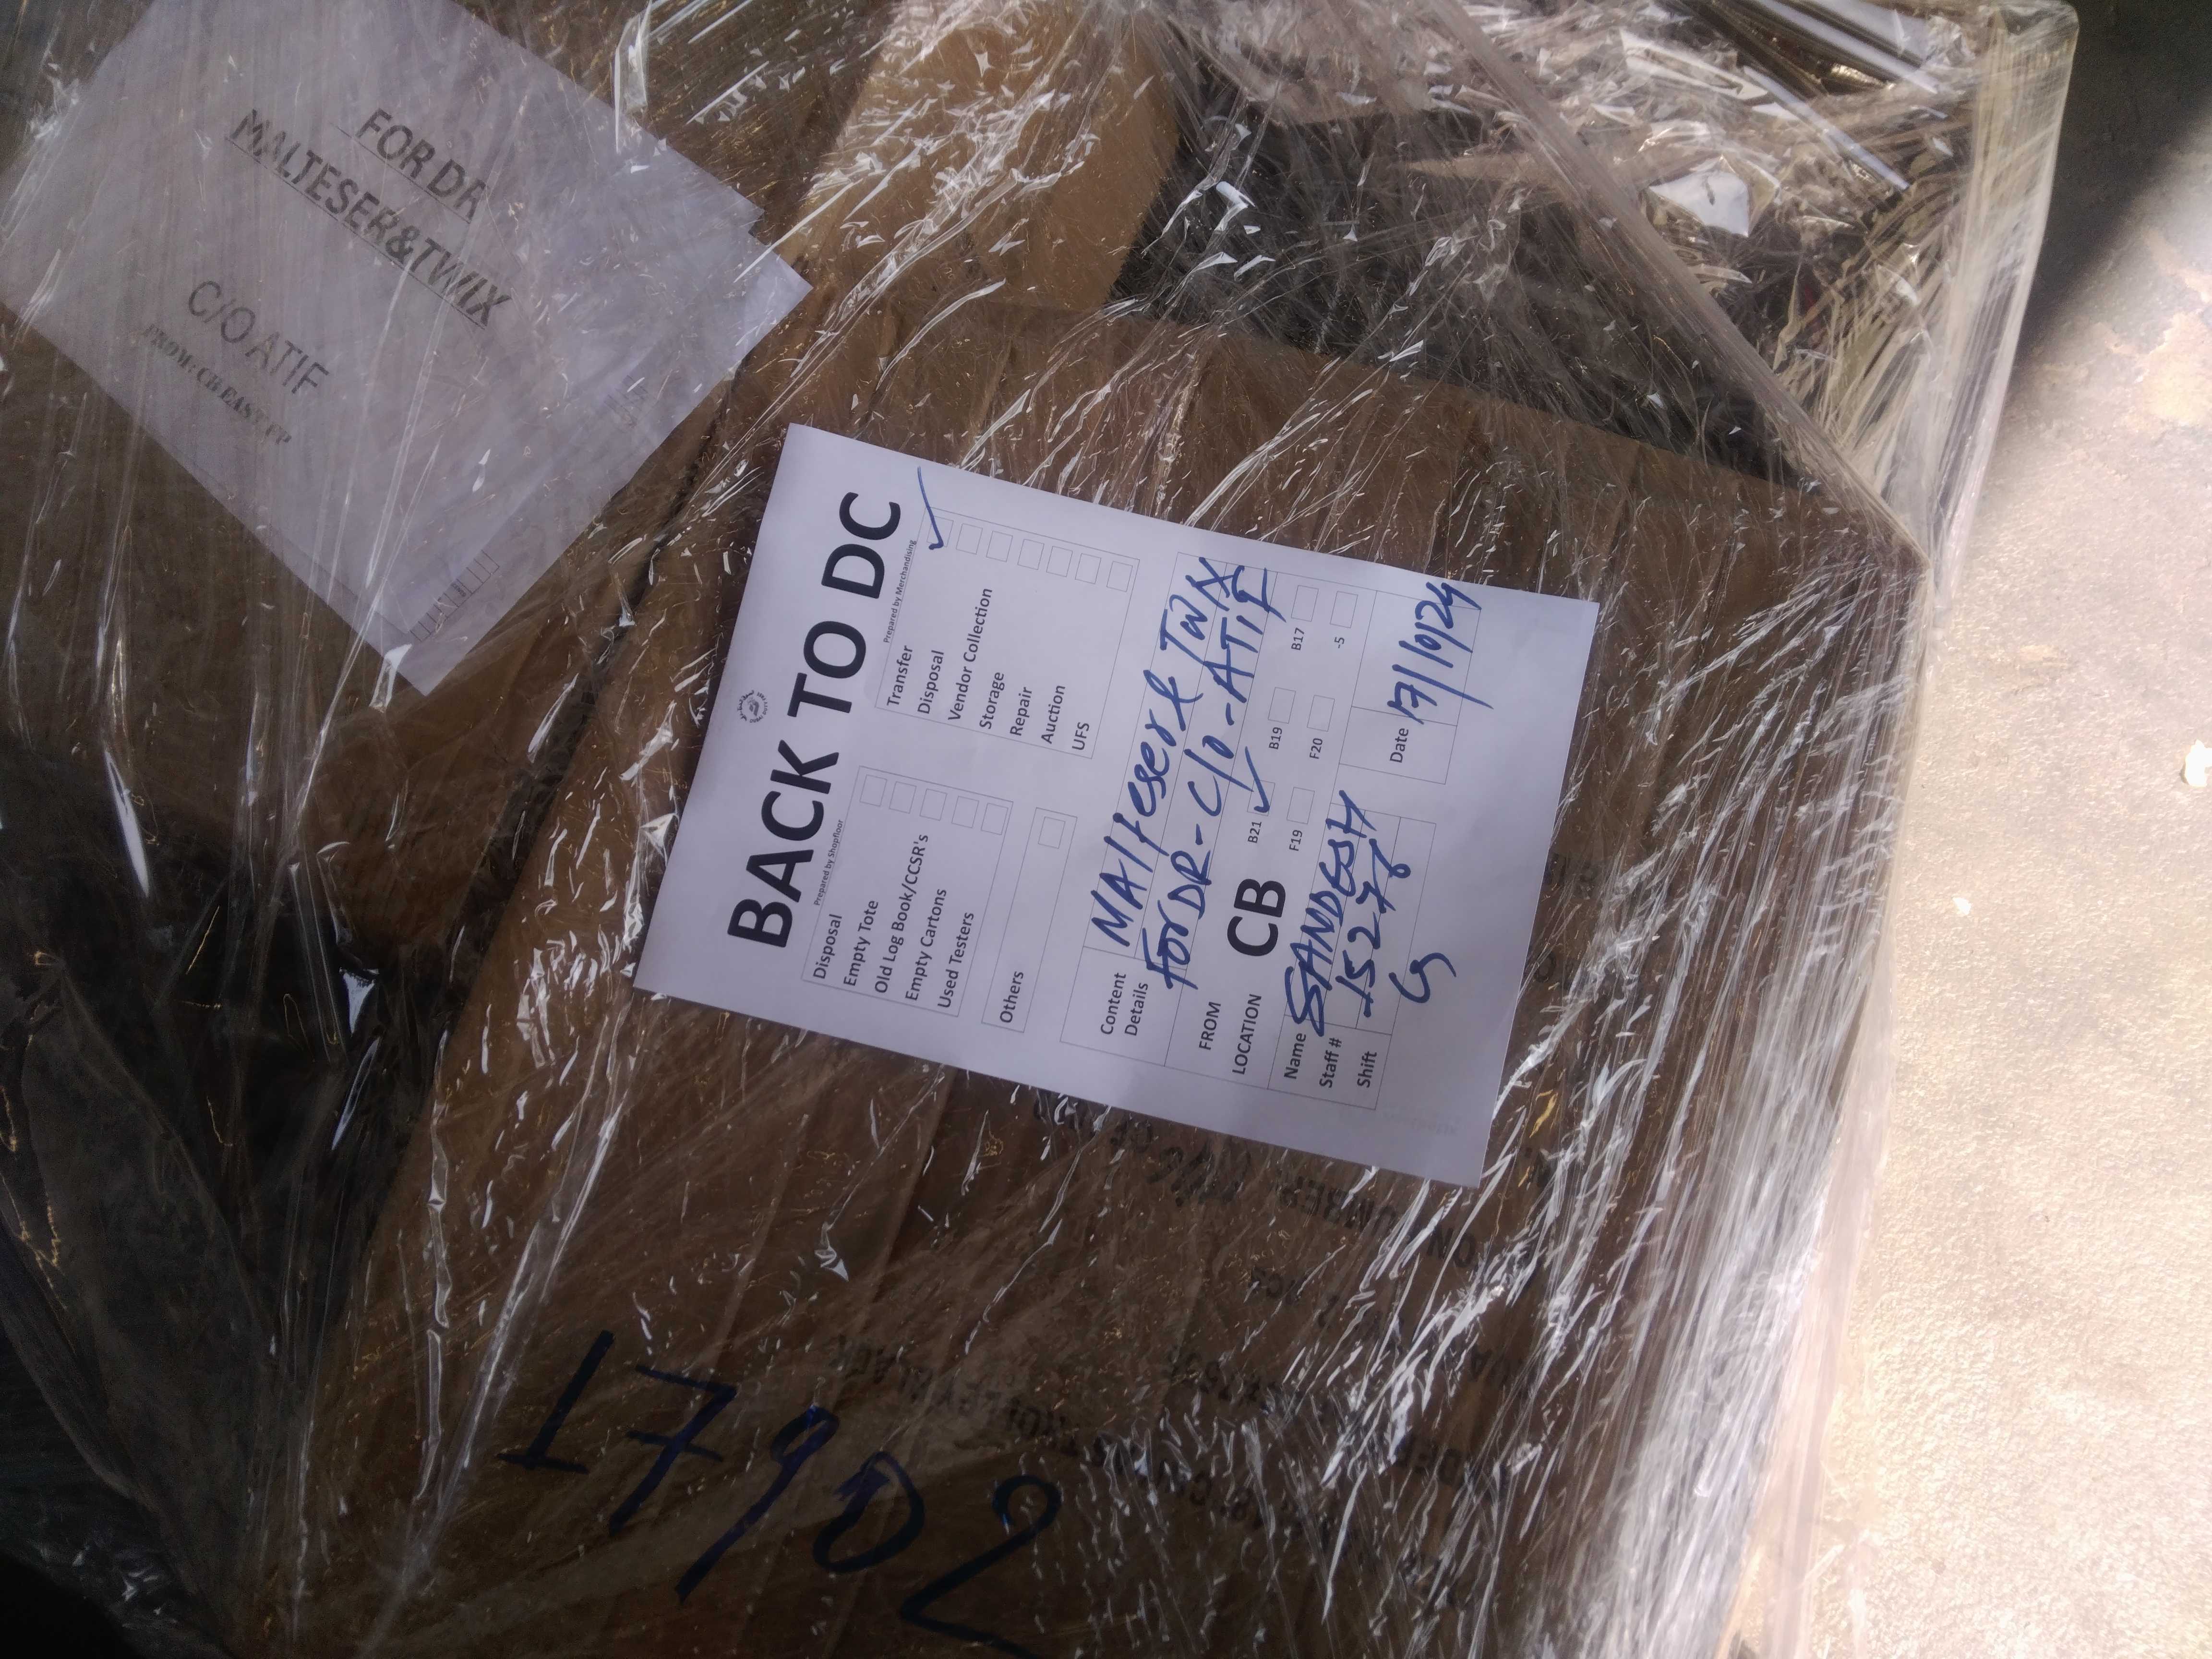 FOR DR
MALTESER&TWIX
C/O ATIF
FROM: CB EAST FP
BACK TO DC
Prepared by Shopfloor
Disposal
Empty Tote
Old Log Book/CCSR's
Empty Cartons
Used Testers
Others
Prepared by Merchandising
Transfer ✓
Disposal
Vendor Collection
Storage
Repair
Auction
UFS
Content Details MAlteser & TWIX
FOR DR - C/O - ATIF
FROM LOCATION CB
B21 ✓ B19 B17
F19 F20 -5
Name SANDESH
Staff # 152778
Shift G
Date 17/10/24
17902